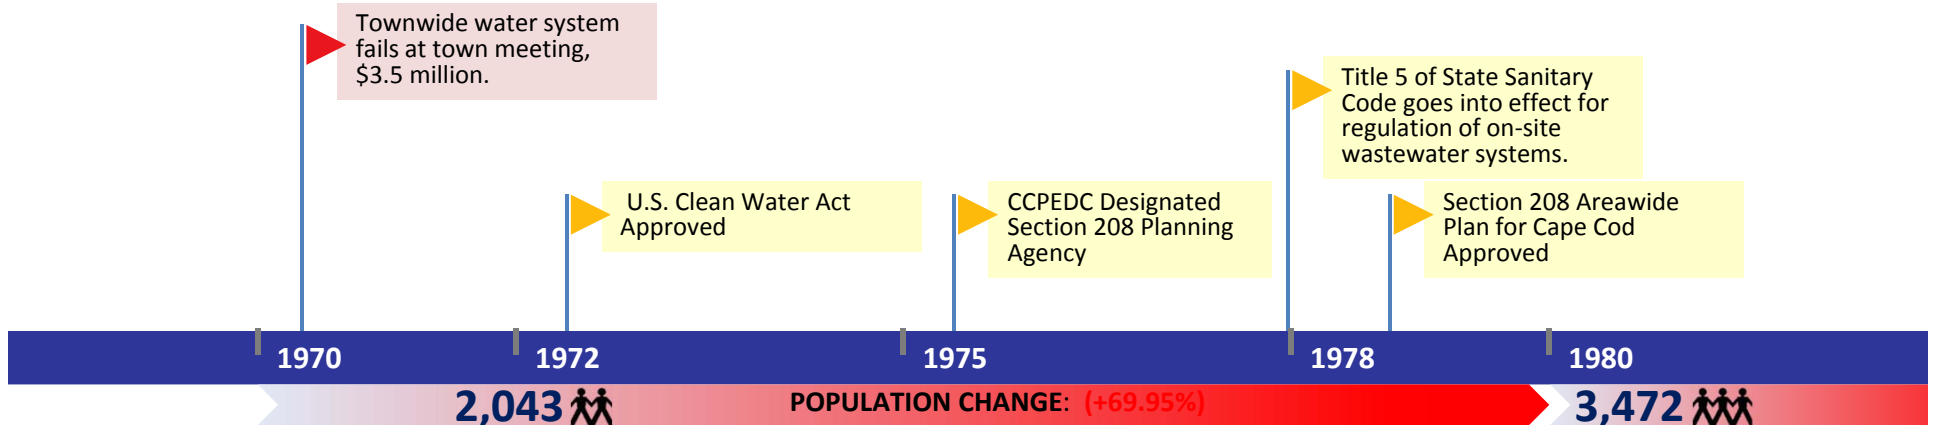 Townwide water system
fails at town meeting,
$3.5 million.
Title 5 of State Sanitary
Code goes into effect for
regulation of on-site
wastewater systems.
U.S. Clean Water Act
Approved
CCPEDC Designated
Section 208 Planning
Agency
Section 208 Areawide
Plan for Cape Cod
Approved
1970
1972
1975
1978
1980
2,043
POPULATION CHANGE: (+69.95%)
3,472